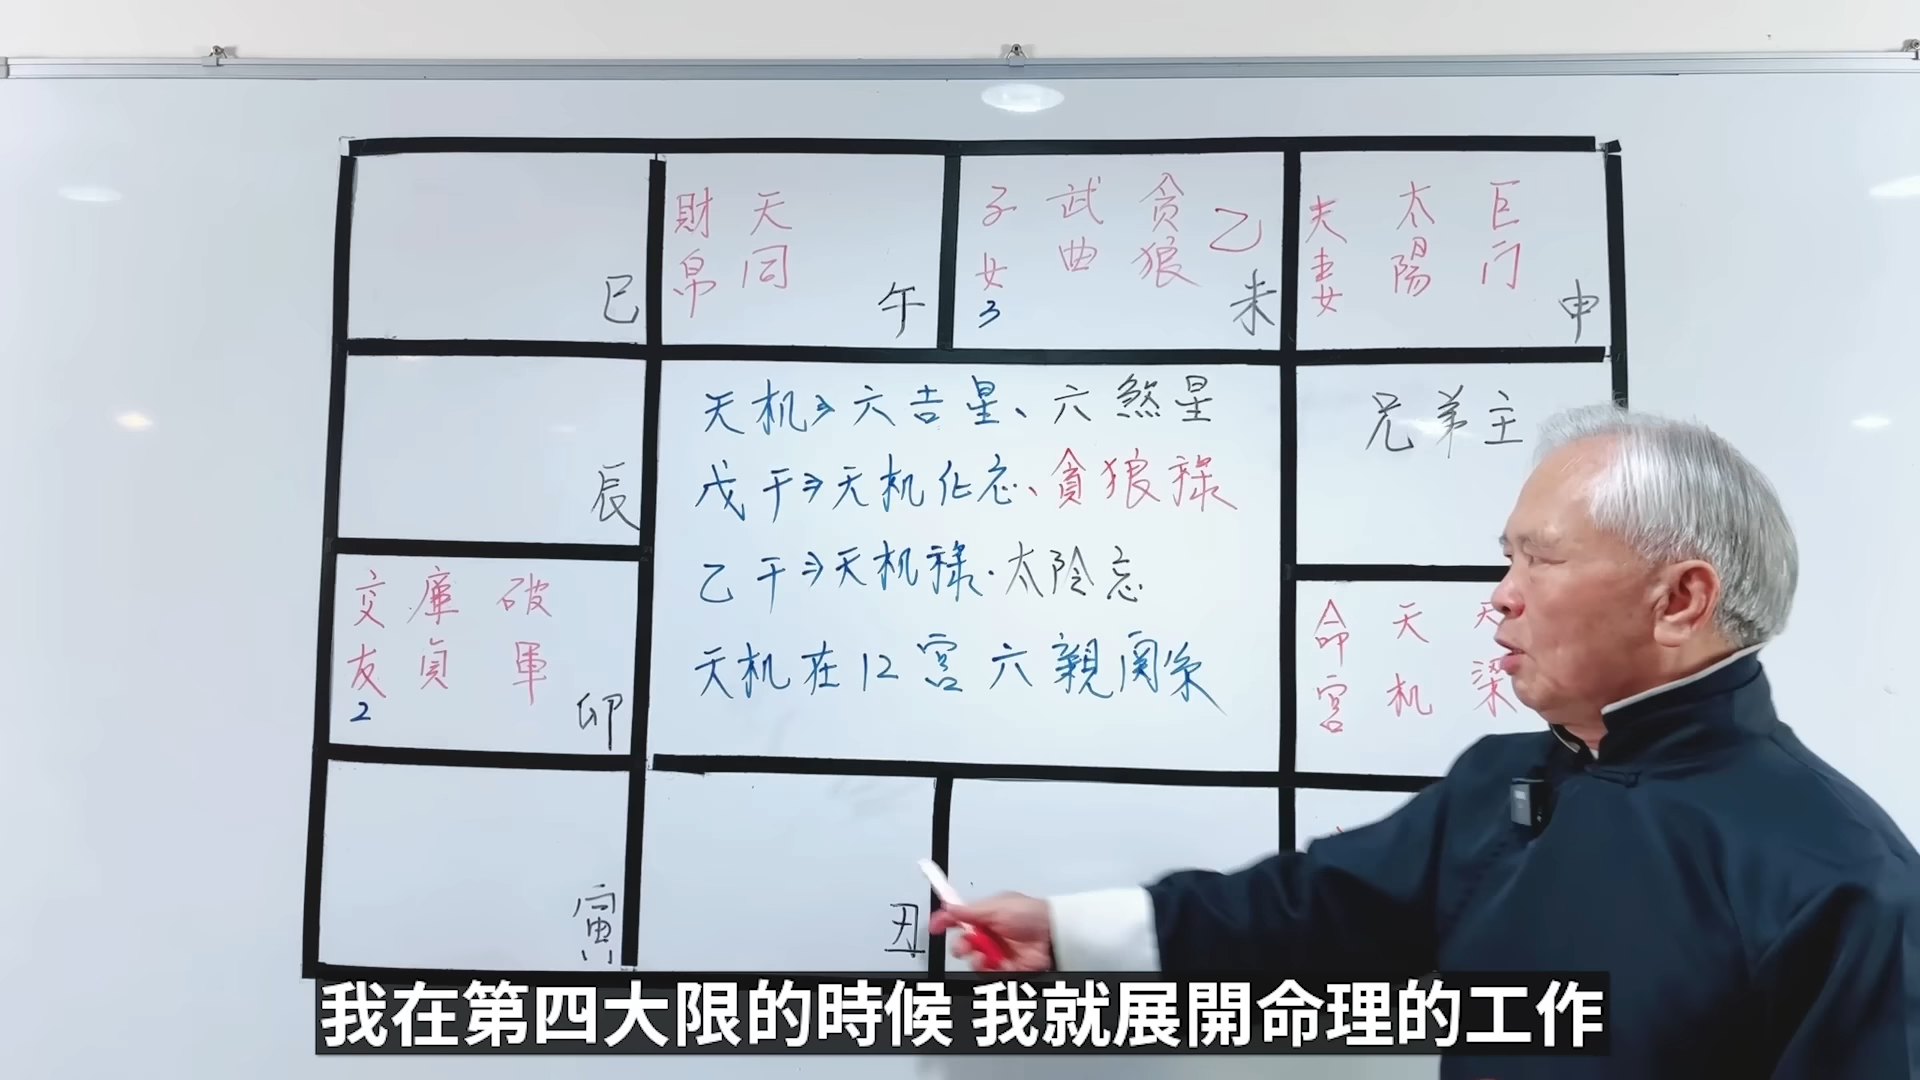 財帛
天同
子女
武曲
貪狼
乙
夫妻
太陽
巨门
巳
午
3
未
申
天机⇒六吉星、六煞星
兄弟主
戊干⇒天机化忌、貪狼祿
辰
乙干⇒天机祿.太陰忌
交友
廉貞
破軍
命宮
天机
天梁
天机在12宮六親関系
2
卯
寅
丑
我在第四大限的時候 我就展開命理的工作